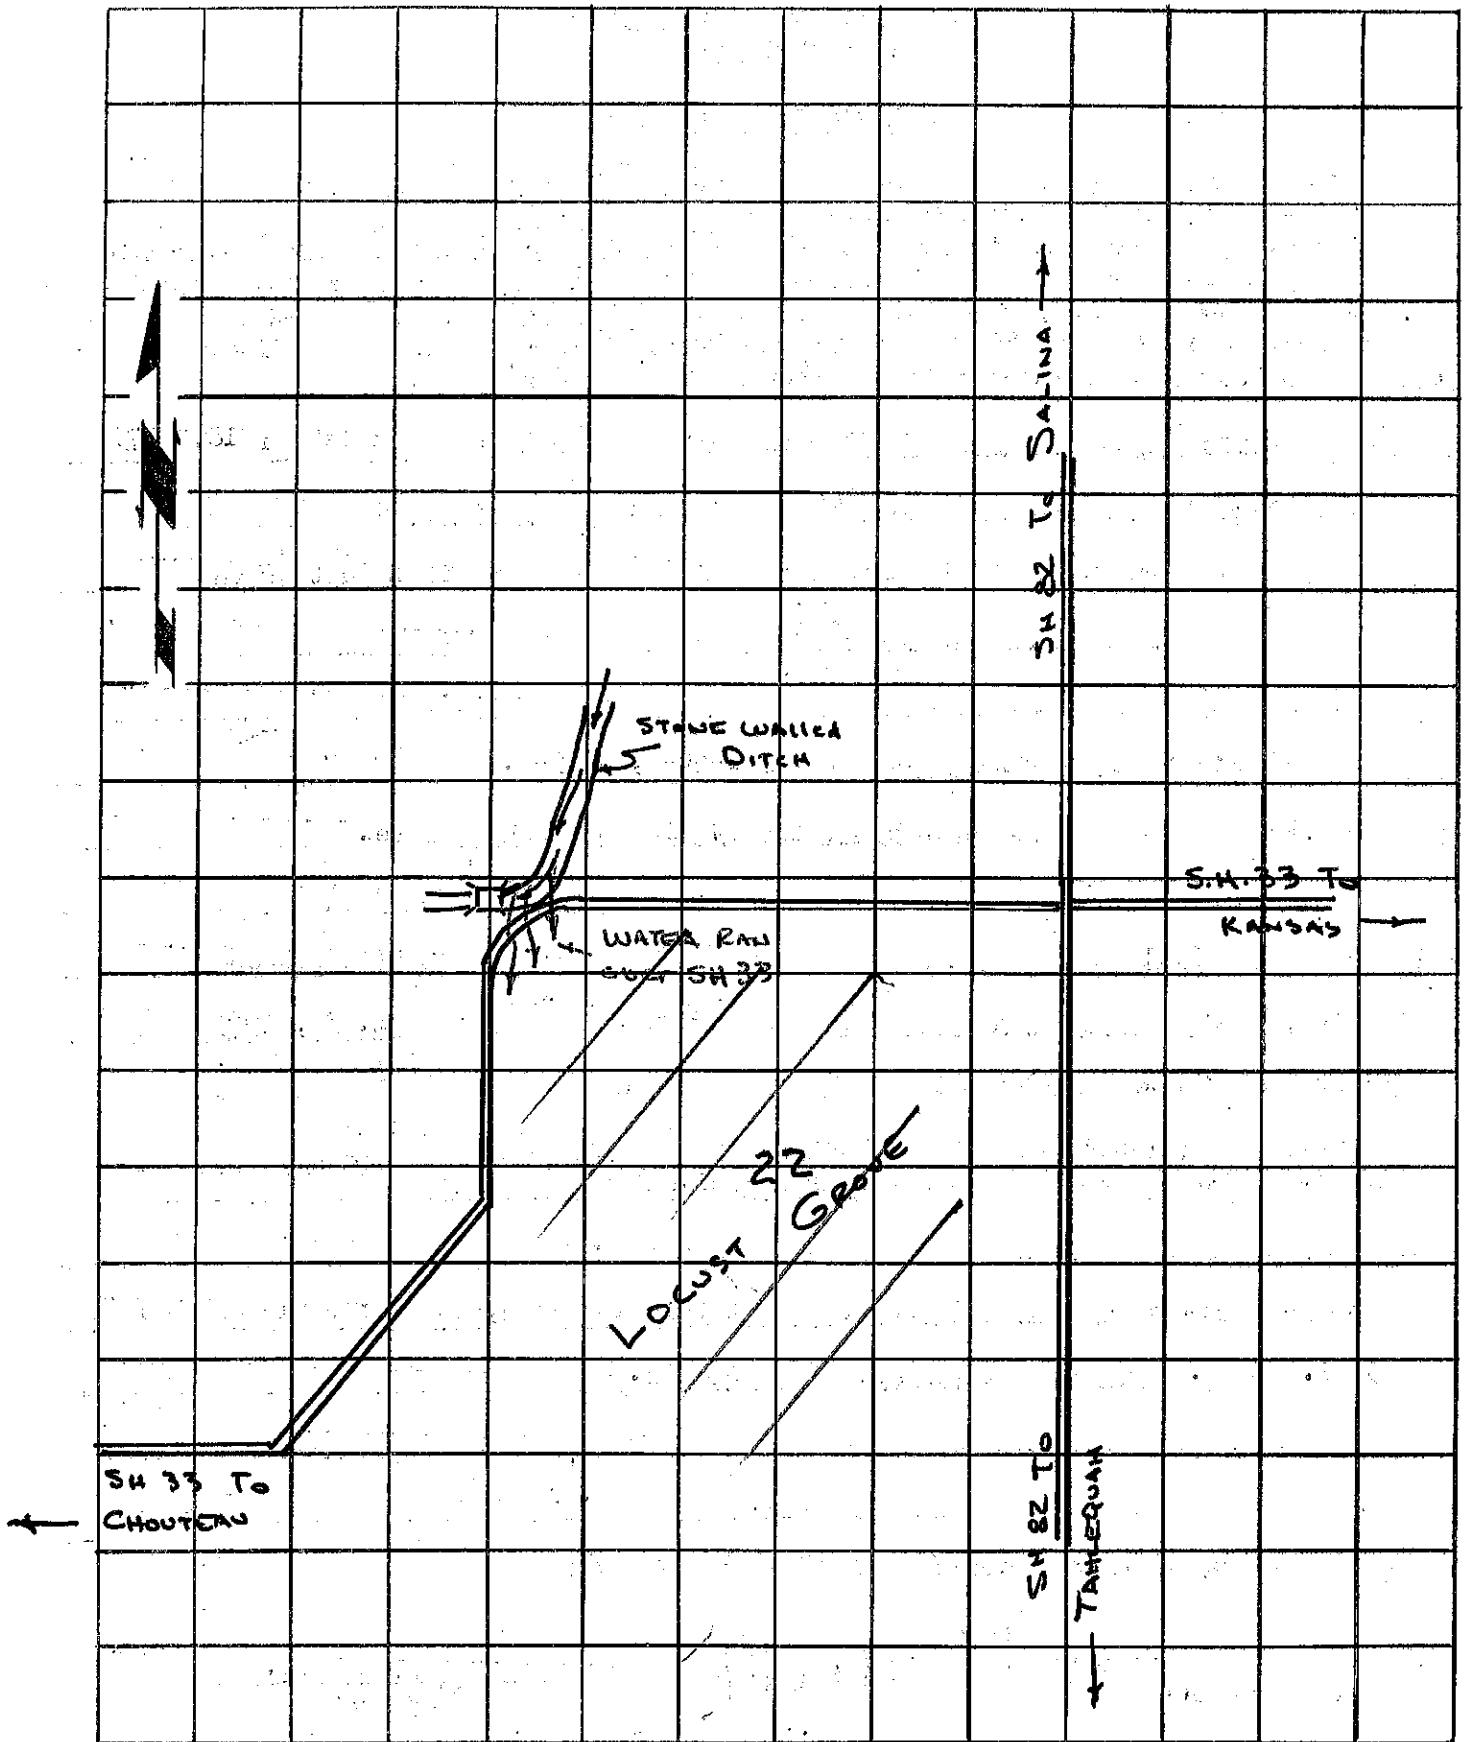 SH 82 To SALINA
STONE WALLED
DITCH
S.H. 33 To
KANSAS
WATER RAN
OVER SH 33
22
LOCUST GROVE
SH 33 To
CHOUTEAU
SH 82 To
TAHLEQUAH